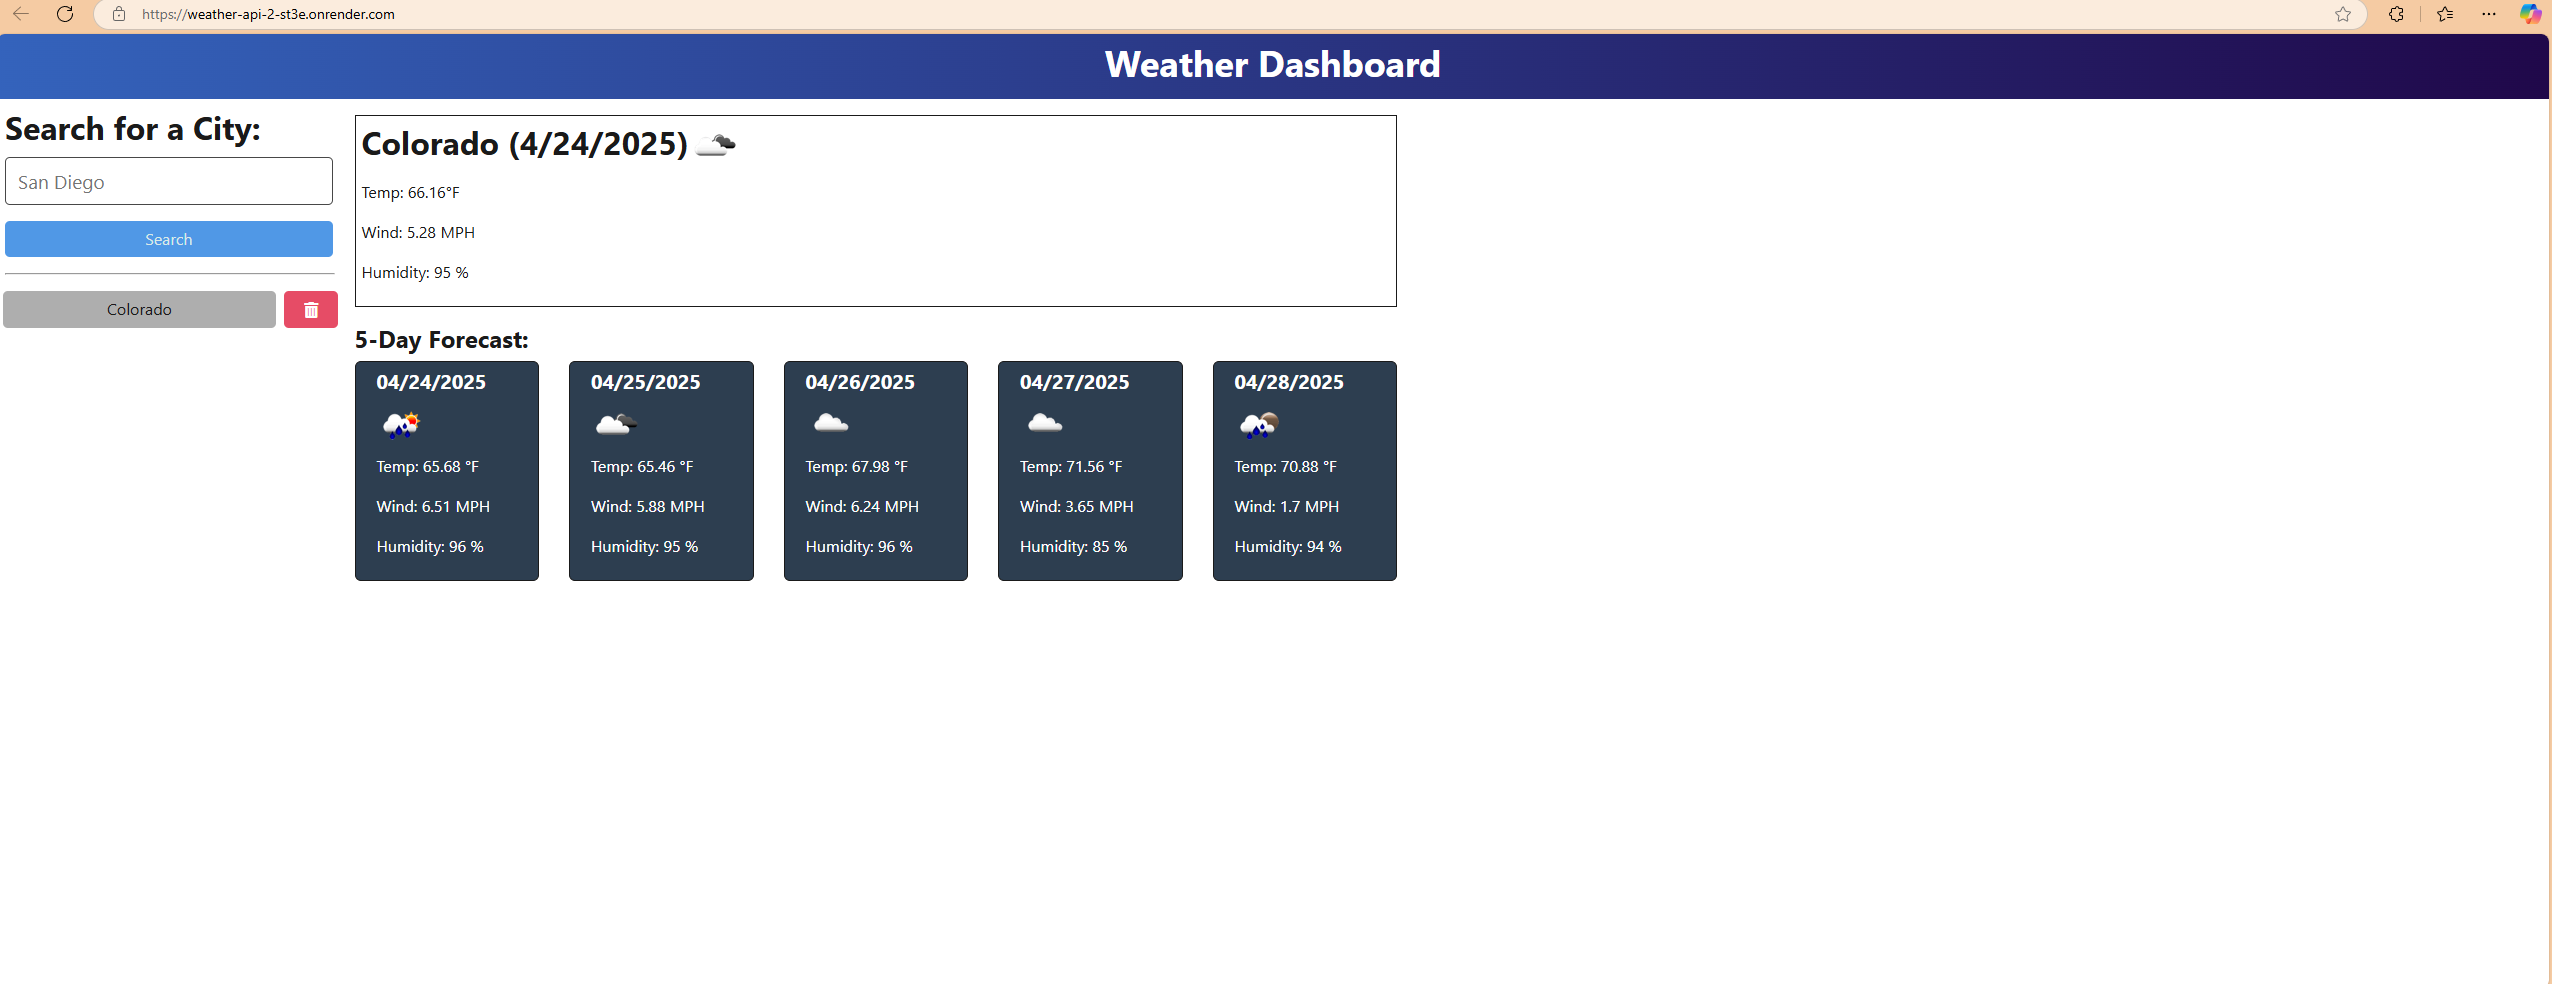 https://weather-api-2-st3e.onrender.com
Weather Dashboard
Search for a City:
San Diego
Search
Colorado
Colorado (4/24/2025)
Temp: 66.16°F
Wind: 5.28 MPH
Humidity: 95 %
5-Day Forecast:
04/24/2025
Temp: 65.68 °F
Wind: 6.51 MPH
Humidity: 96 %
04/25/2025
Temp: 65.46 °F
Wind: 5.88 MPH
Humidity: 95 %
04/26/2025
Temp: 67.98 °F
Wind: 6.24 MPH
Humidity: 96 %
04/27/2025
Temp: 71.56 °F
Wind: 3.65 MPH
Humidity: 85 %
04/28/2025
Temp: 70.88 °F
Wind: 1.7 MPH
Humidity: 94 %